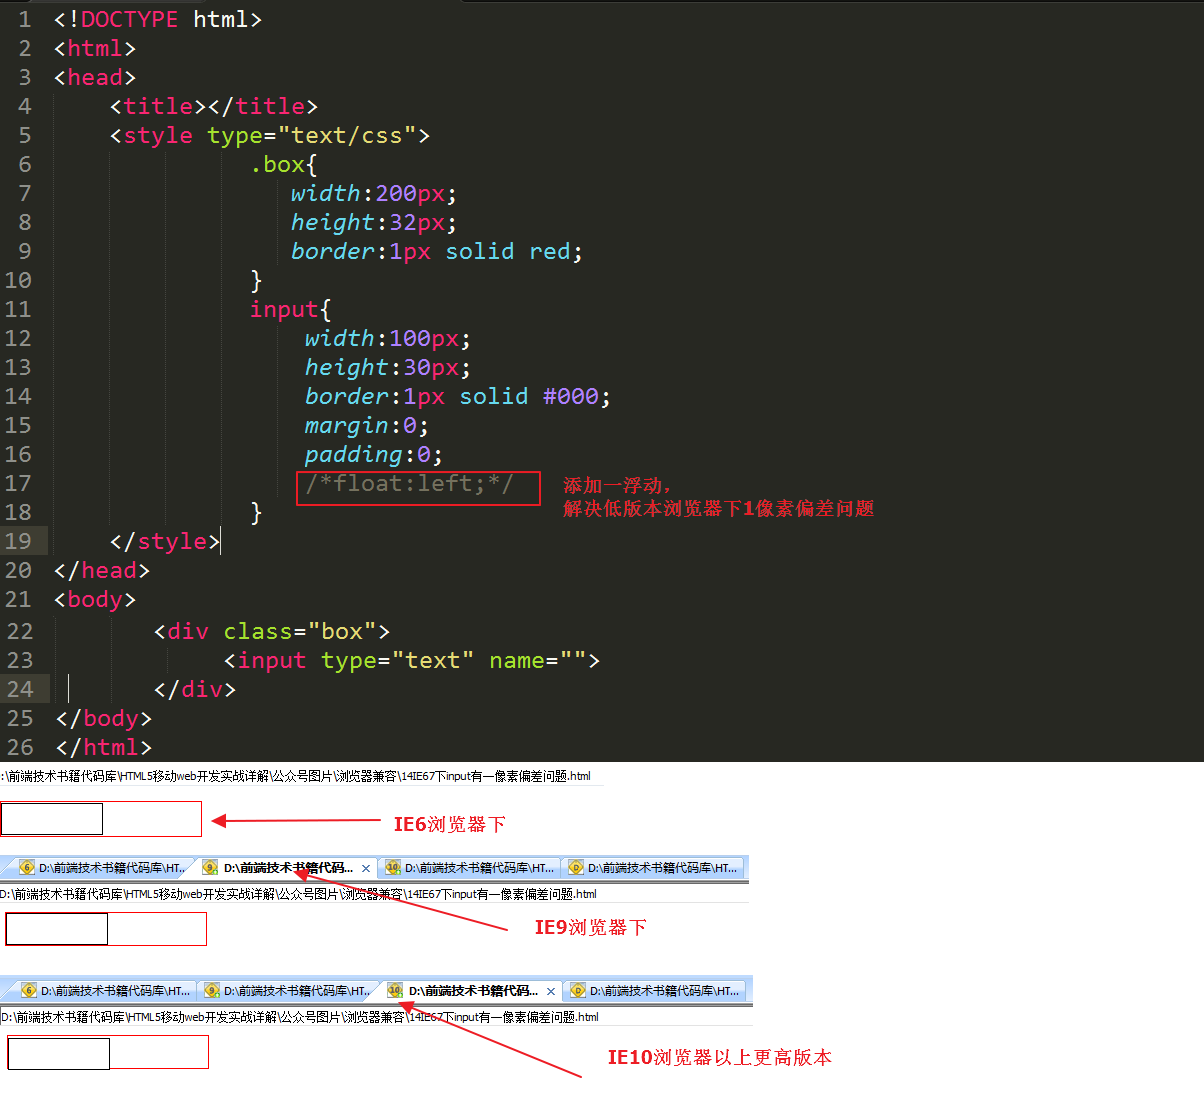 1 <!DOCTYPE html>
2 <html>
3 <head>
4 <title></title>
5 <style type="text/css">
6 .box{
7 width:200px;
8 height:32px;
9 border:1px solid red;
10 }
11 input{
12 width:100px;
13 height:30px;
14 border:1px solid #000;
15 margin:0;
16 padding:0;
17 /*float:left;*/ 添加一浮动,
解决低版本浏览器下1像素偏差问题
18 }
19 </style>
20 </head>
21 <body>
22 <div class="box">
23 <input type="text" name="">
24 </div>
25 </body>
26 </html>
:\前端技术书籍代码库\HTML5移动web开发实战详解\公众号图片\浏览器兼容\14IE67下input有一像素偏差问题.html
IE6浏览器下
6 D:\前端技术书籍代码库\HT... 9 D:\前端技术书籍代码... × 10 D:\前端技术书籍代码库\HT... D D:\前端技术书籍代码库\HT...
D:\前端技术书籍代码库\HTML5移动web开发实战详解\公众号图片\浏览器兼容\14IE67下input有一像素偏差问题.html
IE9浏览器下
6 D:\前端技术书籍代码库\HT... 9 D:\前端技术书籍代码库\HT... 10 D:\前端技术书籍代码... × D D:\前端技术书籍代码库\HT...
D:\前端技术书籍代码库\HTML5移动web开发实战详解\公众号图片\浏览器兼容\14IE67下input有一像素偏差问题.html
IE10浏览器以上更高版本